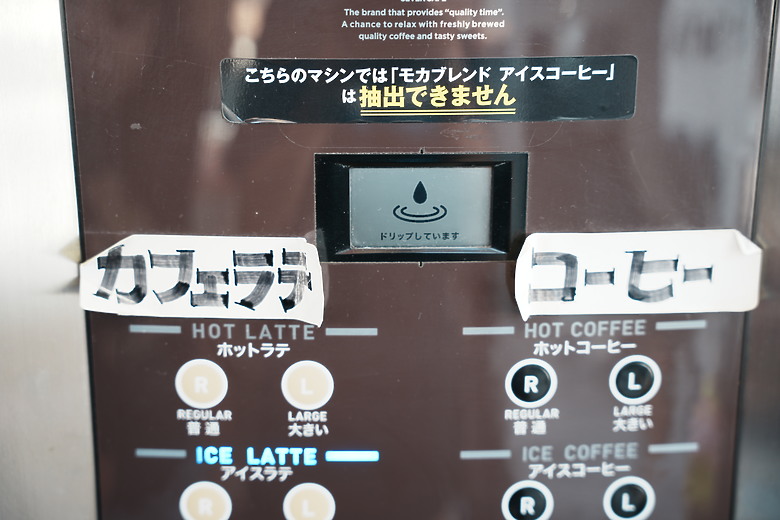 The brand that provides "quality time".
A chance to relax with freshly brewed
quality coffee and tasty sweets.
こちらのマシンでは「モカブレンド アイスコーヒー」
は抽出できません
ドリップしています
カフェラテ
コーヒー
HOT LATTE
ホットラテ
R
L
REGULAR
普通
LARGE
大きい
ICE LATTE
アイスラテ
R
L
HOT COFFEE
ホットコーヒー
R
L
REGULAR
普通
LARGE
大きい
ICE COFFEE
アイスコーヒー
R
L